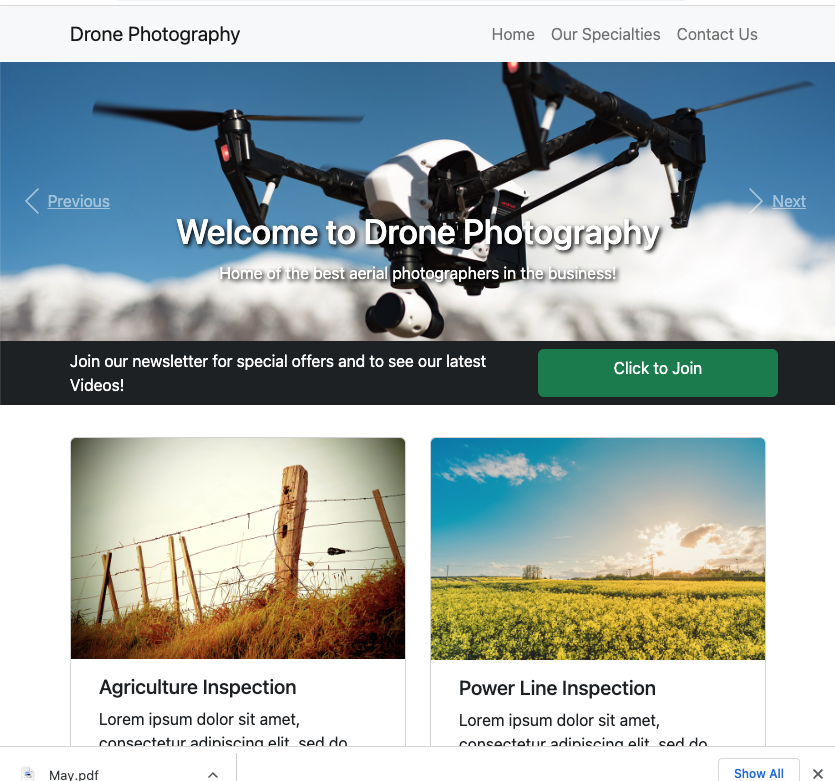 Drone Photography
Home Our Specialties Contact Us
Previous
Next
Welcome to Drone Photography
Home of the best aerial photographers in the business!
Join our newsletter for special offers and to see our latest
Videos!
Click to Join
Agriculture Inspection
Lorem ipsum dolor sit amet,
consectetur adipiscing elit, sed do
Power Line Inspection
Lorem ipsum dolor sit amet,
consectetur adipiscing elit, sed do
May.pdf
Show All